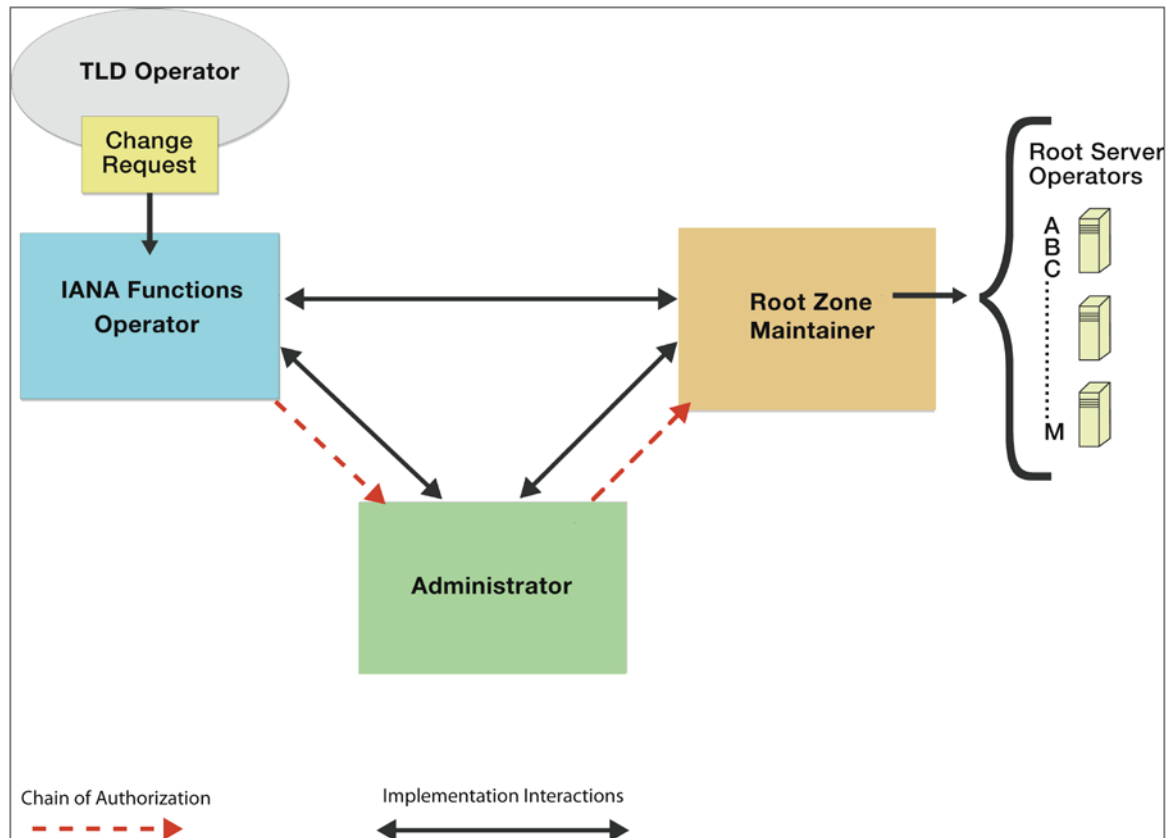 TLD Operator
Change
Request
IANA Functions
Operator
Root Zone
Maintainer
Root Server
Operators
A
B
C
M
Administrator
Chain of Authorization
Implementation Interactions